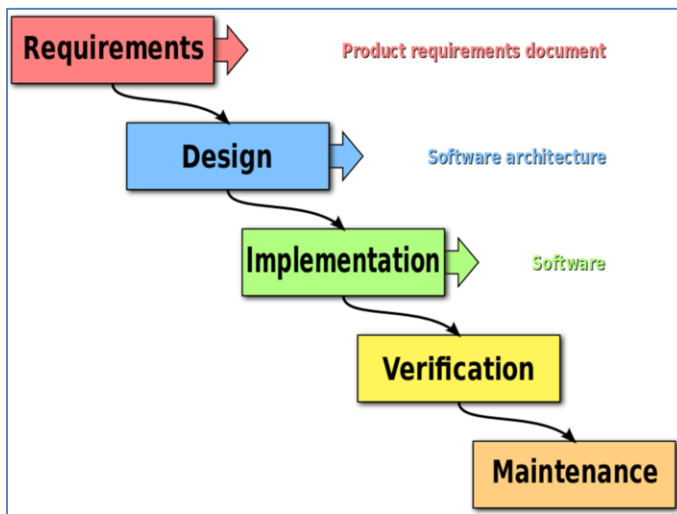 Requirements
Product requirements document
Design
Software architecture
Implementation
Software
Verification
Maintenance